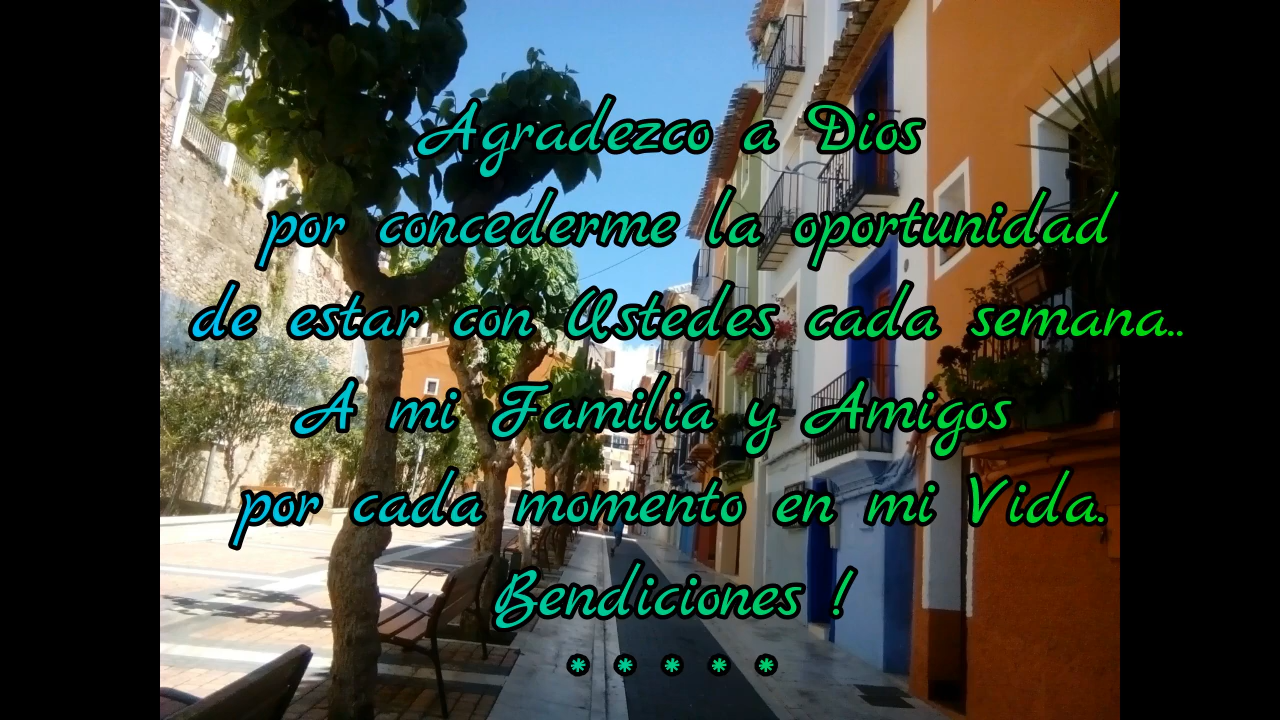 Agradezco a Dios
por concederme la oportunidad
de estar con Ustedes cada semana..
A mi Familia y Amigos
por cada momento en mi Vida.
Bendiciones !
* * * * *